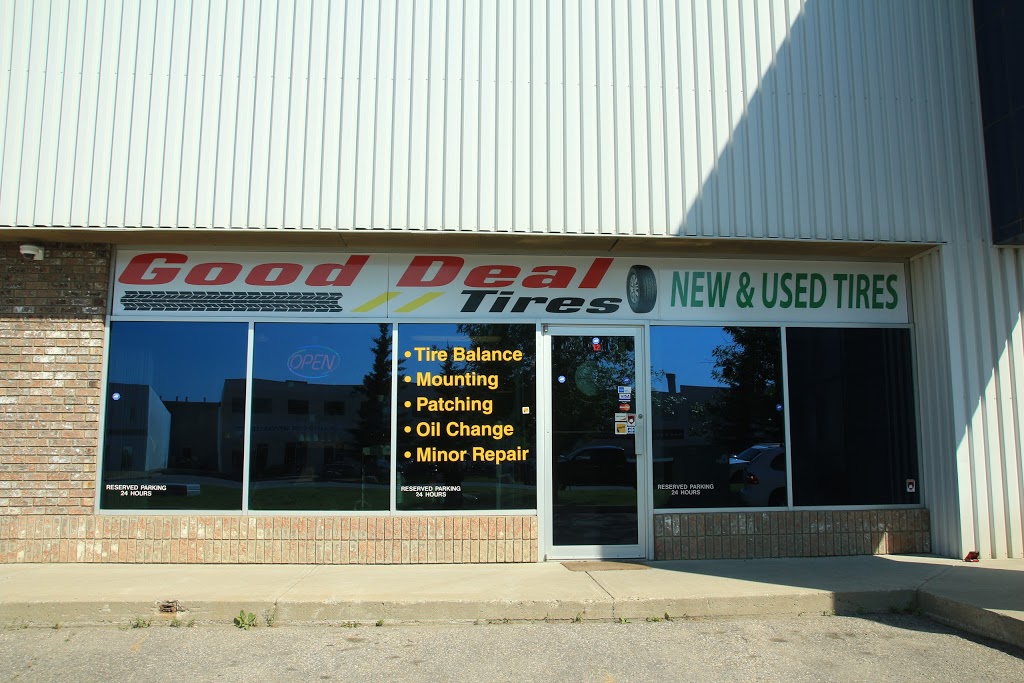 Good Deal
Tires
NEW & USED TIRES
OPEN
• Tire Balance
• Mounting
• Patching
• Oil Change
• Minor Repair
RESERVED PARKING
24 HOURS
RESERVED PARKING
24 HOURS
RESERVED PARKING
24 HOURS